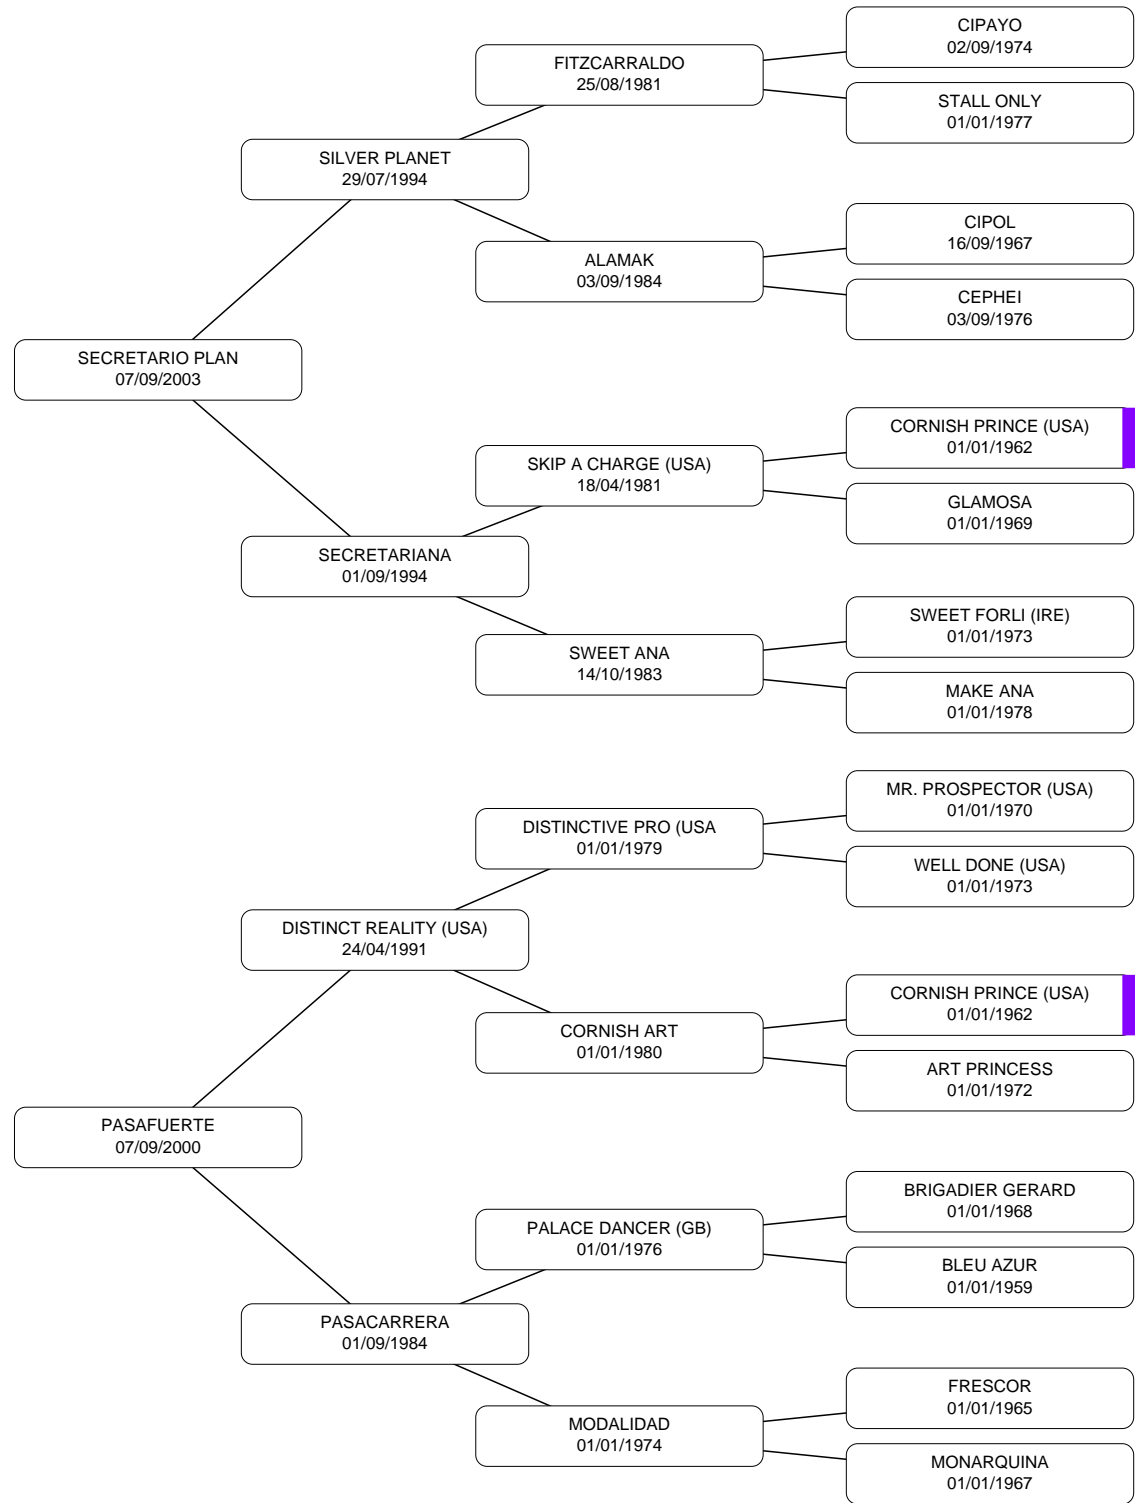 CIPAYO
02/09/1974
FITZCARRALDO
25/08/1981
STALL ONLY
01/01/1977
SILVER PLANET
29/07/1994
CIPOL
16/09/1967
ALAMAK
03/09/1984
CEPHEI
03/09/1976
SECRETARIO PLAN
07/09/2003
CORNISH PRINCE (USA)
01/01/1962
SKIP A CHARGE (USA)
18/04/1981
GLAMOSA
01/01/1969
SECRETARIANA
01/09/1994
SWEET FORLI (IRE)
01/01/1973
SWEET ANA
14/10/1983
MAKE ANA
01/01/1978
MR. PROSPECTOR (USA)
01/01/1970
DISTINCTIVE PRO (USA
01/01/1979
WELL DONE (USA)
01/01/1973
DISTINCT REALITY (USA)
24/04/1991
CORNISH PRINCE (USA)
01/01/1962
CORNISH ART
01/01/1980
ART PRINCESS
01/01/1972
PASAFUERTE
07/09/2000
BRIGADIER GERARD
01/01/1968
PALACE DANCER (GB)
01/01/1976
BLEU AZUR
01/01/1959
PASACARRERA
01/09/1984
FRESCOR
01/01/1965
MODALIDAD
01/01/1974
MONARQUINA
01/01/1967